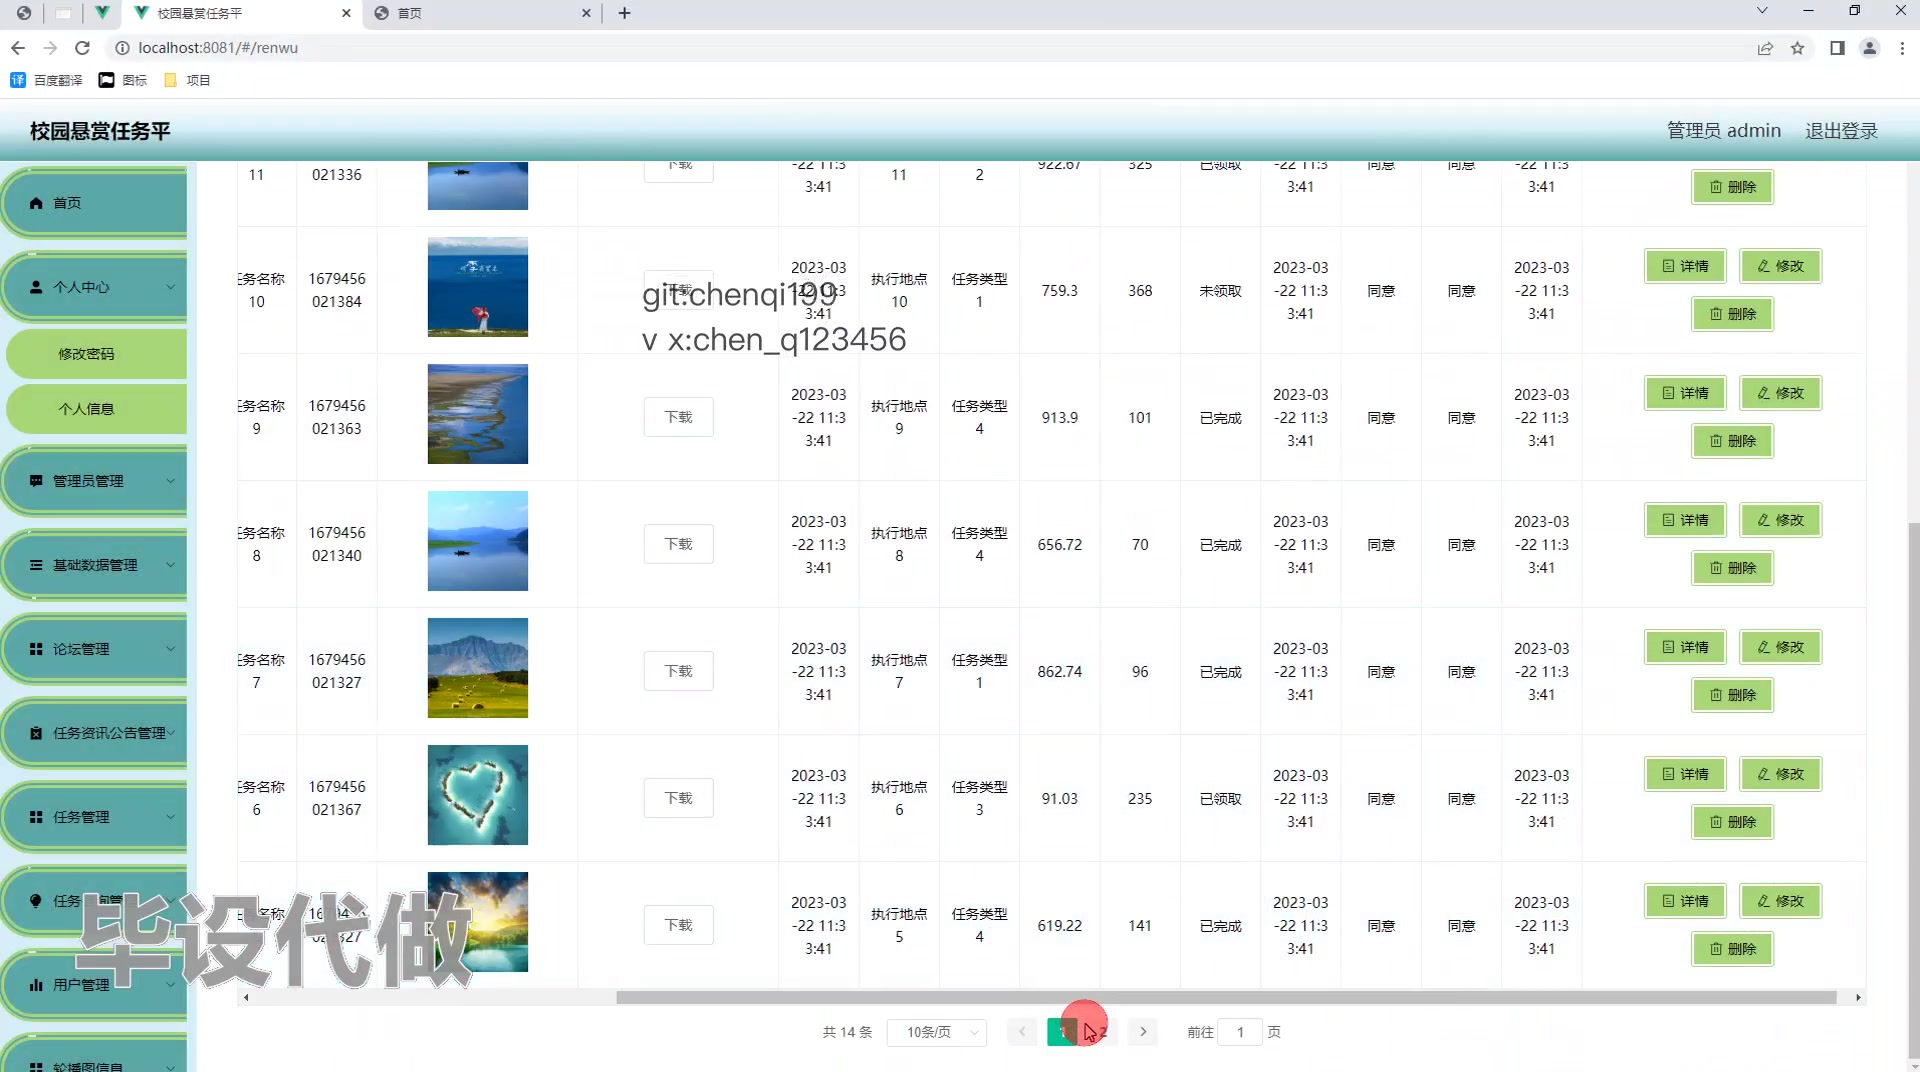 校园悬赏任务平
首页
localhost:8081/#/renwu
百度翻译
图标
项目
校园悬赏任务平
管理员 admin
退出登录
首页
个人中心
修改密码
个人信息
管理员管理
基础数据管理
论坛管理
任务资讯公告管理
任务管理
用户管理
轮播图信息
11
021336
下载
-22 11:3
3:41
11
2
922.67
325
已领取
-22 11:3
3:41
同意
同意
-22 11:3
3:41
删除
任务名称
10
1679456
021384
2023-03
-22 11:3
3:41
执行地点
10
任务类型
1
759.3
368
未领取
2023-03
-22 11:3
3:41
同意
同意
2023-03
-22 11:3
3:41
详情
修改
删除
git:chenqi199
v x:chen_q123456
任务名称
9
1679456
021363
下载
2023-03
-22 11:3
3:41
执行地点
9
任务类型
4
913.9
101
已完成
2023-03
-22 11:3
3:41
同意
同意
2023-03
-22 11:3
3:41
详情
修改
删除
任务名称
8
1679456
021340
下载
2023-03
-22 11:3
3:41
执行地点
8
任务类型
4
656.72
70
已完成
2023-03
-22 11:3
3:41
同意
同意
2023-03
-22 11:3
3:41
详情
修改
删除
任务名称
7
1679456
021327
下载
2023-03
-22 11:3
3:41
执行地点
7
任务类型
1
862.74
96
已完成
2023-03
-22 11:3
3:41
同意
同意
2023-03
-22 11:3
3:41
详情
修改
删除
任务名称
6
1679456
021367
下载
2023-03
-22 11:3
3:41
执行地点
6
任务类型
3
91.03
235
已领取
2023-03
-22 11:3
3:41
同意
同意
2023-03
-22 11:3
3:41
详情
修改
删除
下载
2023-03
-22 11:3
3:41
执行地点
5
任务类型
4
619.22
141
已完成
2023-03
-22 11:3
3:41
同意
同意
2023-03
-22 11:3
3:41
详情
修改
删除
毕设代做
共 14 条
10条/页
1
2
前往
1
页